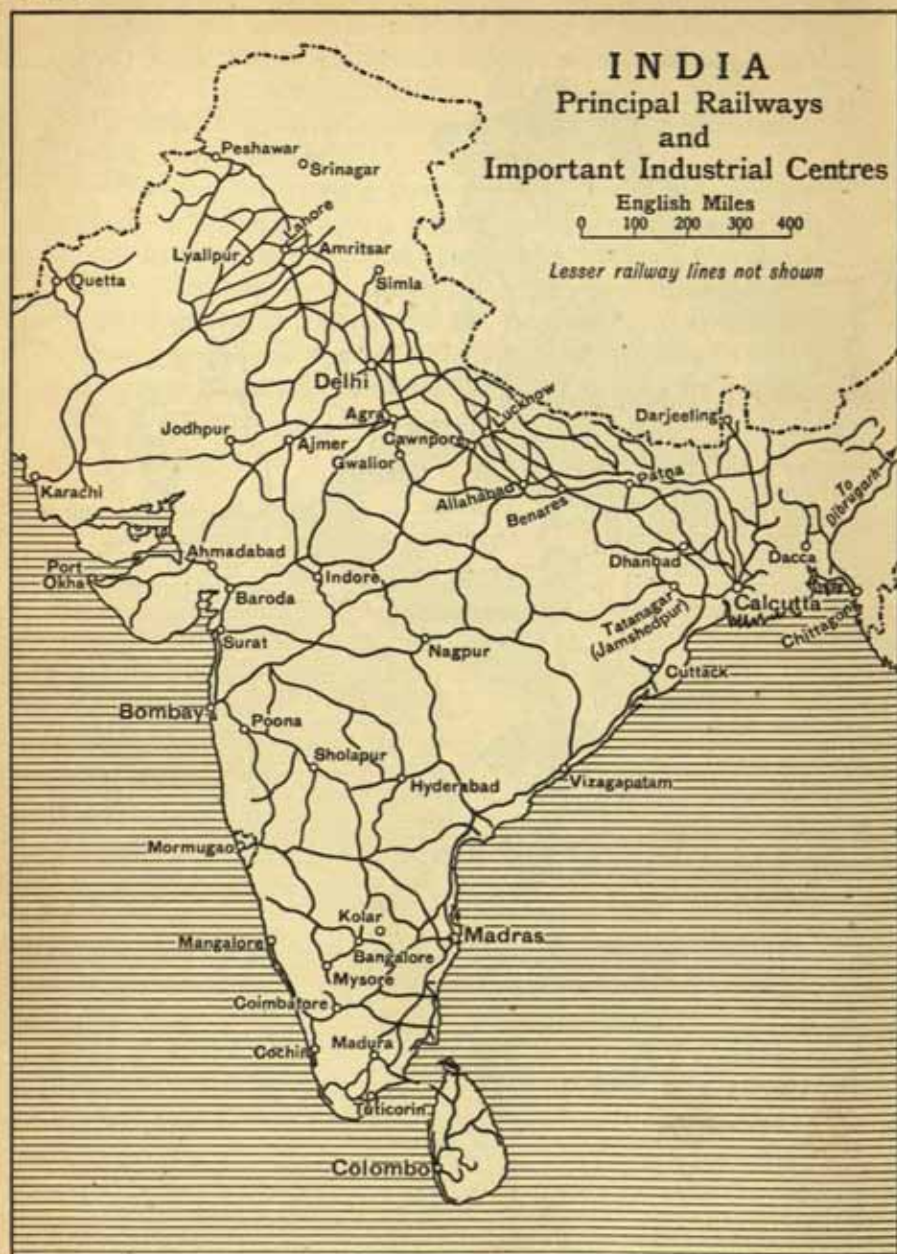 INDIA
Principal Railways
and
Important Industrial Centres
English Miles
0 100 200 300 400
Lesser railway lines not shown
Peshawar
Srinagar
Lahore
Lyallpur
Amritsar
Quetta
Simla
Delhi
Agra
Lucknow
Darjeeling
Jodhpur
Ajmer
Cawnpore
Gwalior
Karachi
Allahabad
Patna
Benares
To
Dibrugarh
Ahmadabad
Port
Okha
Indore
Dhanbad
Dacca
Baroda
Tatanagar
(Jamshedpur)
Calcutta
Chittagong
Surat
Nagpur
Cuttack
Bombay
Poona
Sholapur
Hyderabad
Vizagapatam
Mormugao
Kolar
Mangalore
Bangalore
Madras
Mysore
Coimbatore
Cochin
Madura
Tuticorin
Colombo